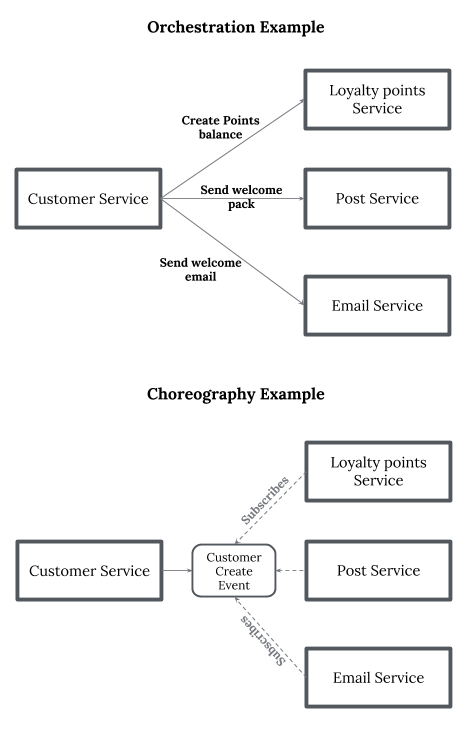 Orchestration Example
Loyalty points
Service
Create Points
balance
Customer Service
Send welcome
pack
Post Service
Send welcome
email
Email Service
Choreography Example
Loyalty points
Service
Subscribes
Customer Service
Customer
Create
Event
Post Service
Subscribes
Email Service